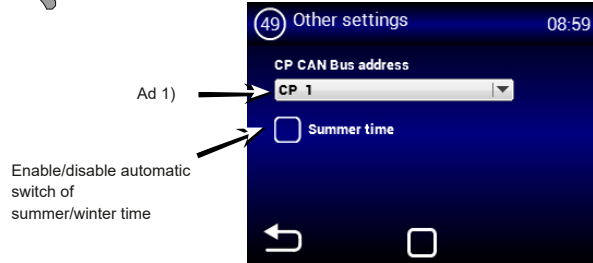 49 Other settings 08:59
CP CAN Bus address
Ad 1)
CP 1
Summer time
Enable/disable automatic
switch of
summer/winter time